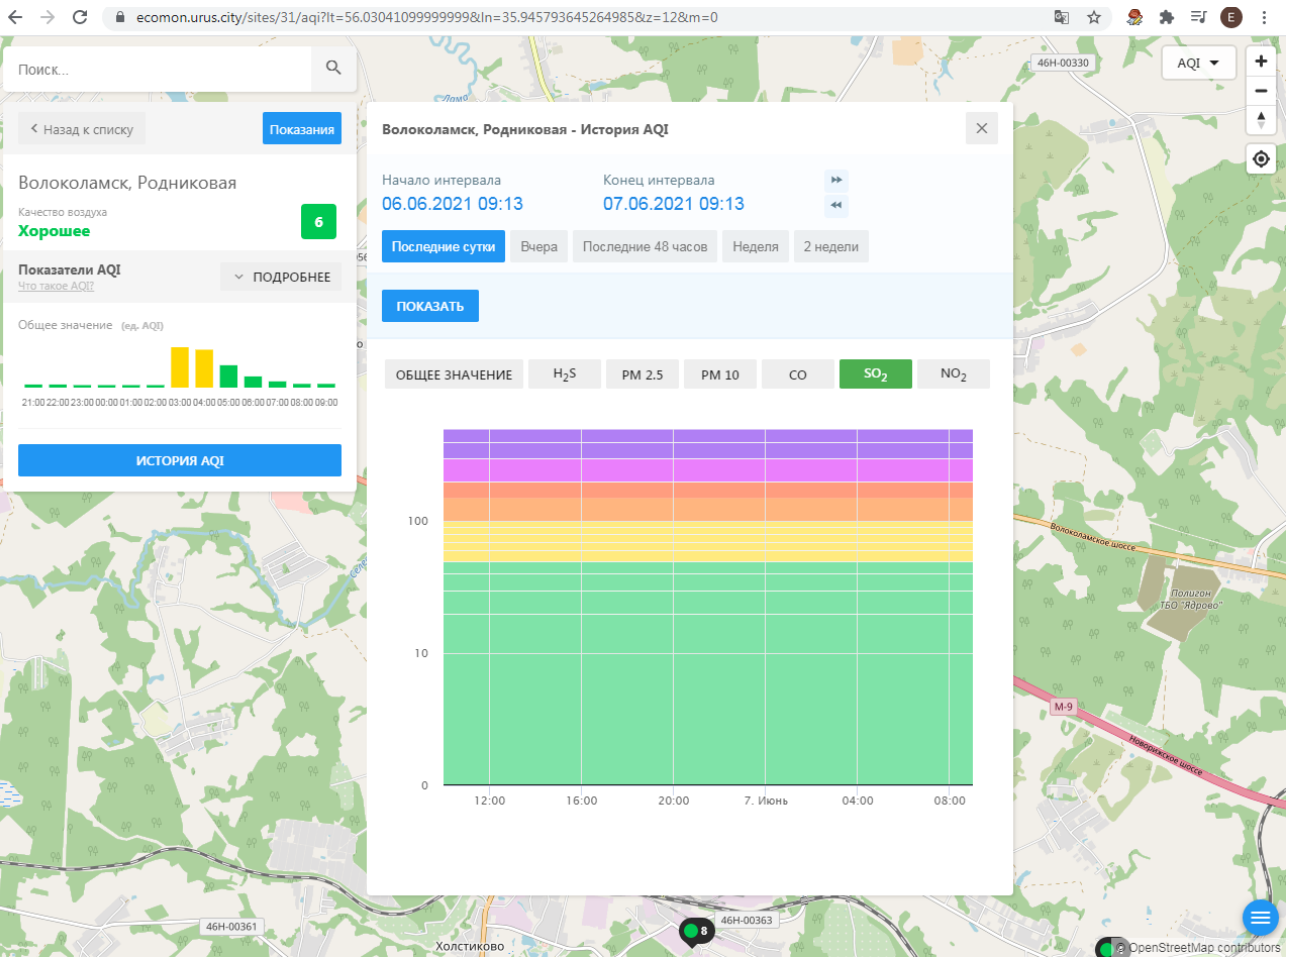 ecomon.urus.city/sites/31/aqi?lt=56.03041099999999&ln=35.945793645264985&z=12&m=0
E
Поиск...
Назад к списку
Показания
Волоколамск, Родниковая
Качество воздуха
Хорошее
6
Показатели AQI
Что такое AQI?
ПОДРОБНЕЕ
Общее значение (ед. AQI)
21:00 22:00 23:00 00:00 01:00 02:00 03:00 04:00 05:00 06:00 07:00 08:00 09:00
ИСТОРИЯ AQI
Волоколамск, Родниковая - История AQI
Начало интервала
06.06.2021 09:13
Конец интервала
07.06.2021 09:13
Последние сутки
Вчера
Последние 48 часов
Неделя
2 недели
ПОКАЗАТЬ
ОБЩЕЕ ЗНАЧЕНИЕ
H2S
PM 2.5
PM 10
CO
SO2
NO2
100
10
0
12:00 16:00 20:00 7. Июнь 04:00 08:00
Лама
46Н-00330
AQI
Волоколамское шоссе
Полигон
ТБО "Ядрово"
М-9
Новорижское шоссе
46Н-00361
46Н-00363
8
Холстиково
© OpenStreetMap contributors